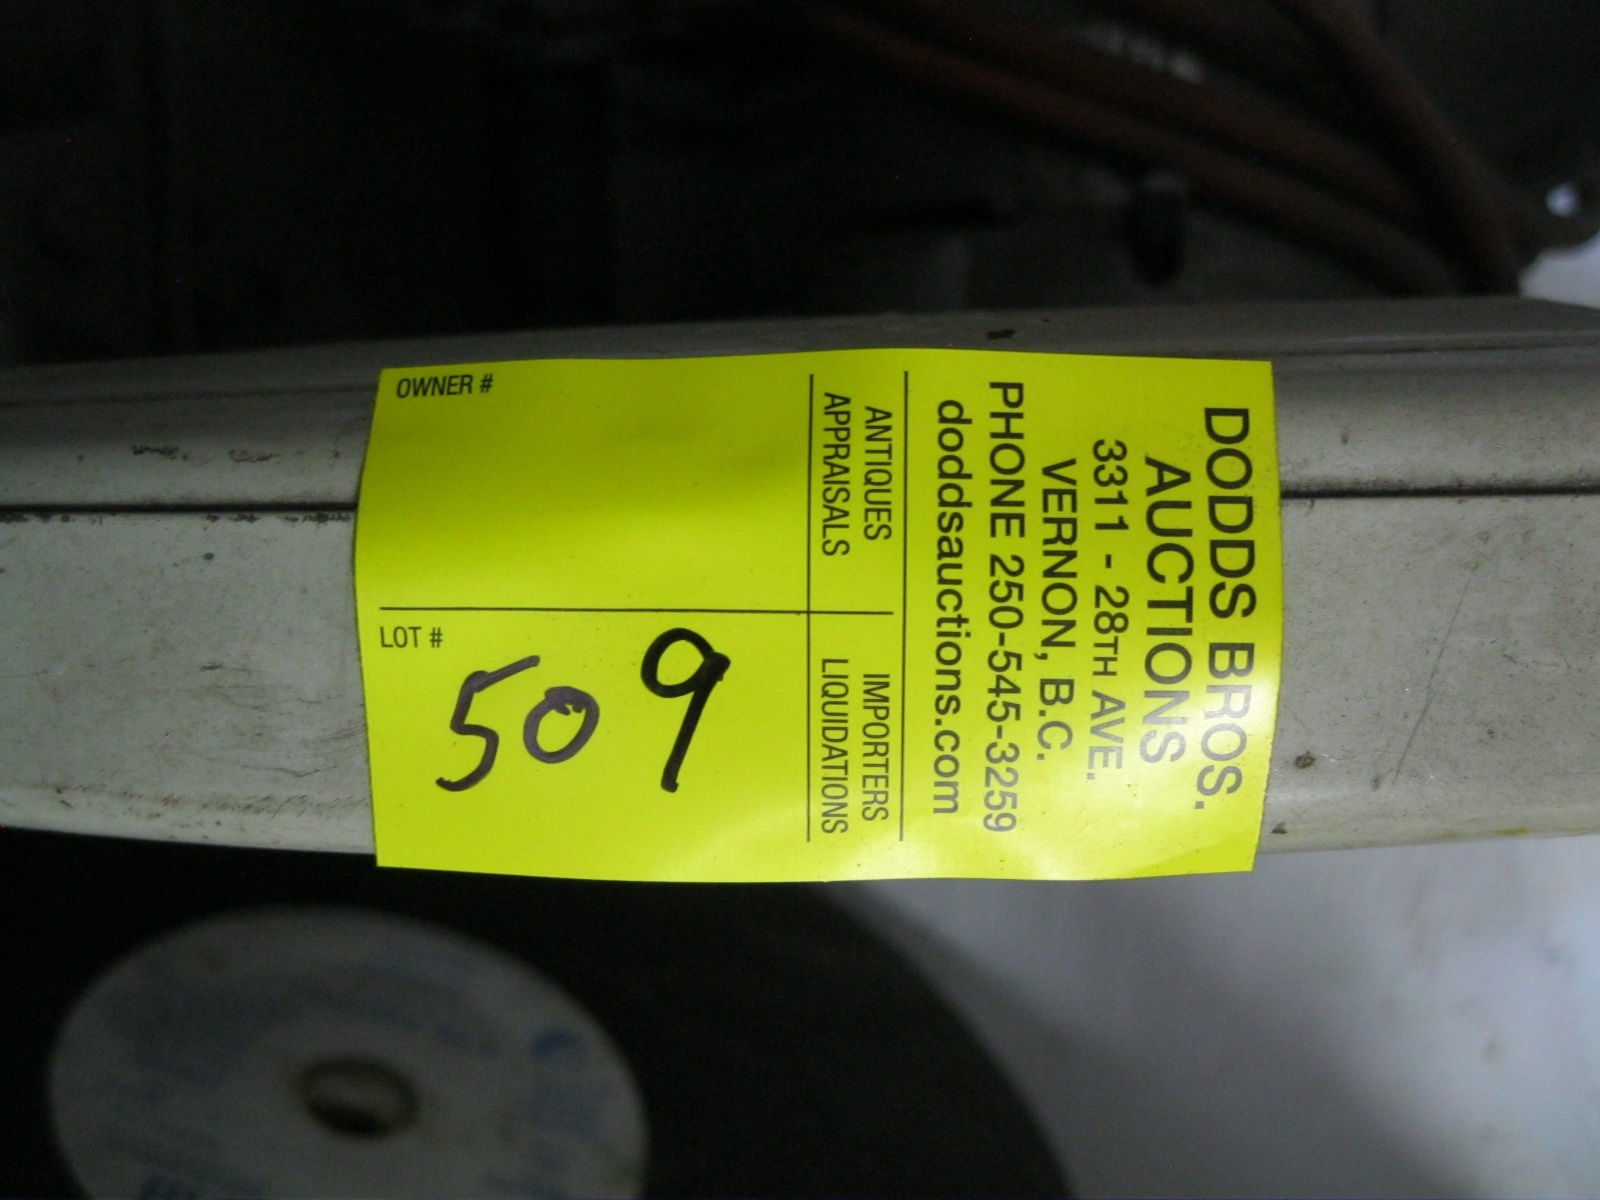 DODDS BROS.
AUCTIONS
3311 - 28TH AVE.
VERNON, B.C.
PHONE 250-545-3259
doddsauctions.com
ANTIQUES
APPRAISALS
IMPORTERS
LIQUIDATIONS
OWNER #
LOT #
509